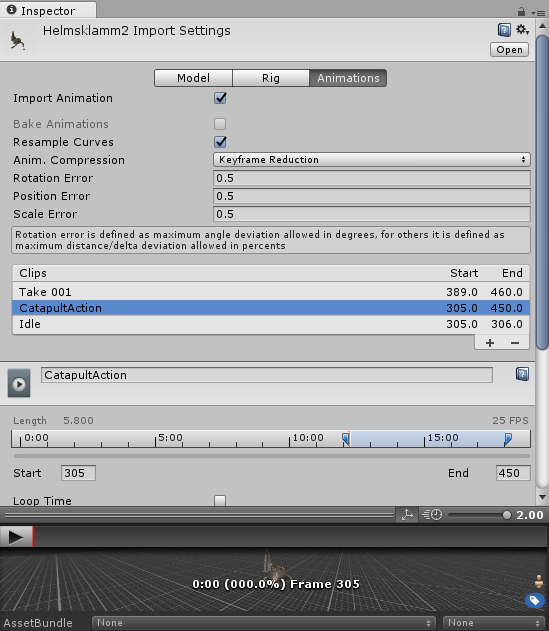 Inspector
Helmsklamm2 Import Settings
Open
Model Rig Animations
Import Animation
Bake Animations
Resample Curves
Anim. Compression Keyframe Reduction
Rotation Error 0.5
Position Error 0.5
Scale Error 0.5
Rotation error is defined as maximum angle deviation allowed in degrees, for others it is defined as
maximum distance/delta deviation allowed in percents
Clips Start End
Take 001 389.0 460.0
CatapultAction 305.0 450.0
Idle 305.0 306.0
+ −
CatapultAction
Length 5.800 25 FPS
0:00 5:00 10:00 15:00
Start 305 End 450
Loop Time
2.00
0:00 (000.0%) Frame 305
AssetBundle None None